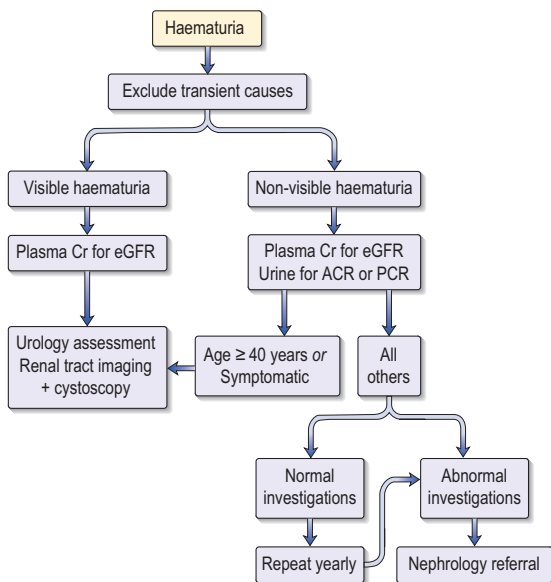 Haematuria
Exclude transient causes
Visible haematuria
Non-visible haematuria
Plasma Cr for eGFR
Plasma Cr for eGFR
Urine for ACR or PCR
Urology assessment
Renal tract imaging
+ cystoscopy
Age ≥ 40 years or
Symptomatic
All
others
Normal
investigations
Abnormal
investigations
Repeat yearly
Nephrology referral